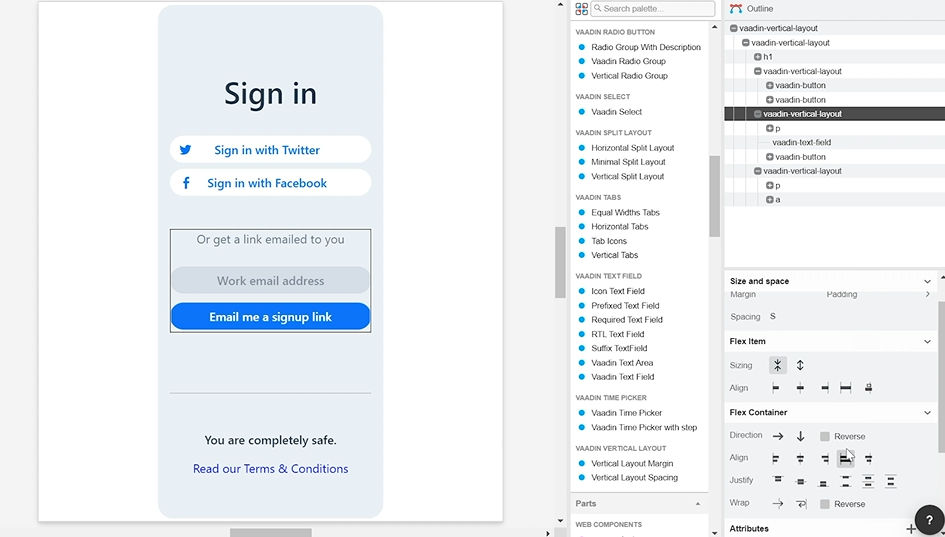 Sign in
Sign in with Twitter
Sign in with Facebook
Or get a link emailed to you
Work email address
Email me a signup link
You are completely safe.
Read our Terms & Conditions
Search palette...
VAADIN RADIO BUTTON
Radio Group With Description
Vaadin Radio Group
Vertical Radio Group
VAADIN SELECT
Vaadin Select
VAADIN SPLIT LAYOUT
Horizontal Split Layout
Minimal Split Layout
Vertical Split Layout
VAADIN TABS
Equal Widths Tabs
Horizontal Tabs
Tab Icons
Vertical Tabs
VAADIN TEXT FIELD
Icon Text Field
Prefixed Text Field
Required Text Field
RTL Text Field
Suffix TextField
Vaadin Text Area
Vaadin Text Field
VAADIN TIME PICKER
Vaadin Time Picker
Vaadin Time Picker with step
VAADIN VERTICAL LAYOUT
Vertical Layout Margin
Vertical Layout Spacing
Parts
WEB COMPONENTS
Outline
vaadin-vertical-layout
vaadin-vertical-layout
h1
vaadin-vertical-layout
vaadin-button
vaadin-button
vaadin-vertical-layout
p
vaadin-text-field
vaadin-button
vaadin-vertical-layout
p
a
Size and space
Margin Padding
Spacing S
Flex Item
Sizing
Align
Flex Container
Direction Reverse
Align
Justify
Wrap Reverse
Attributes
?